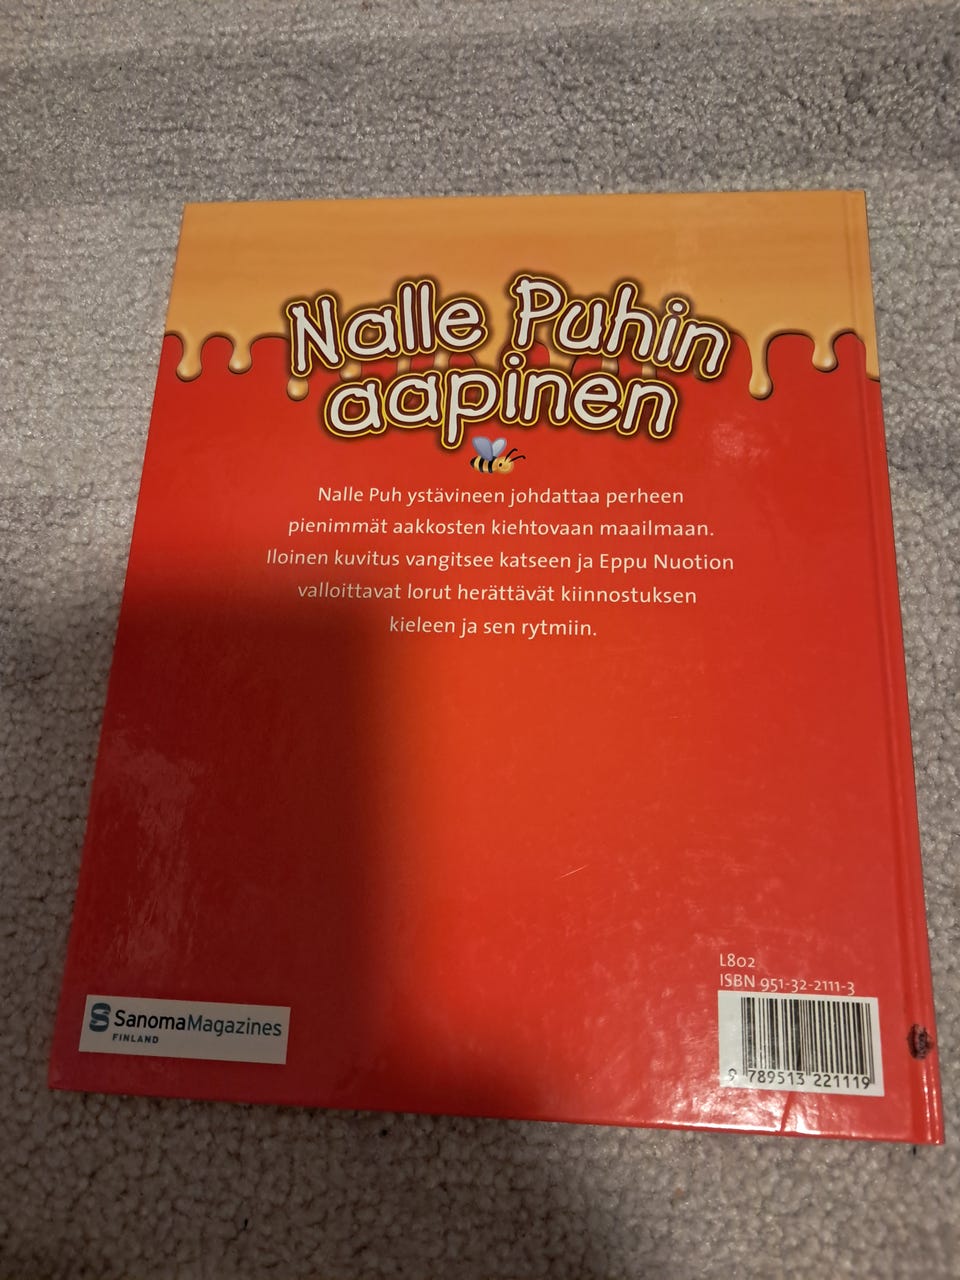 Nalle Puhin
aapinen
Nalle Puh ystävineen johdattaa perheen
pienimmät aakkosten kiehtovaan maailmaan.
Iloinen kuvitus vangitsee katseen ja Eppu Nuotion
valloittavat lorut herättävät kiinnostuksen
kieleen ja sen rytmiin.
L802
ISBN 951-32-2111-3
9 789513 221119
SanomaMagazines
FINLAND